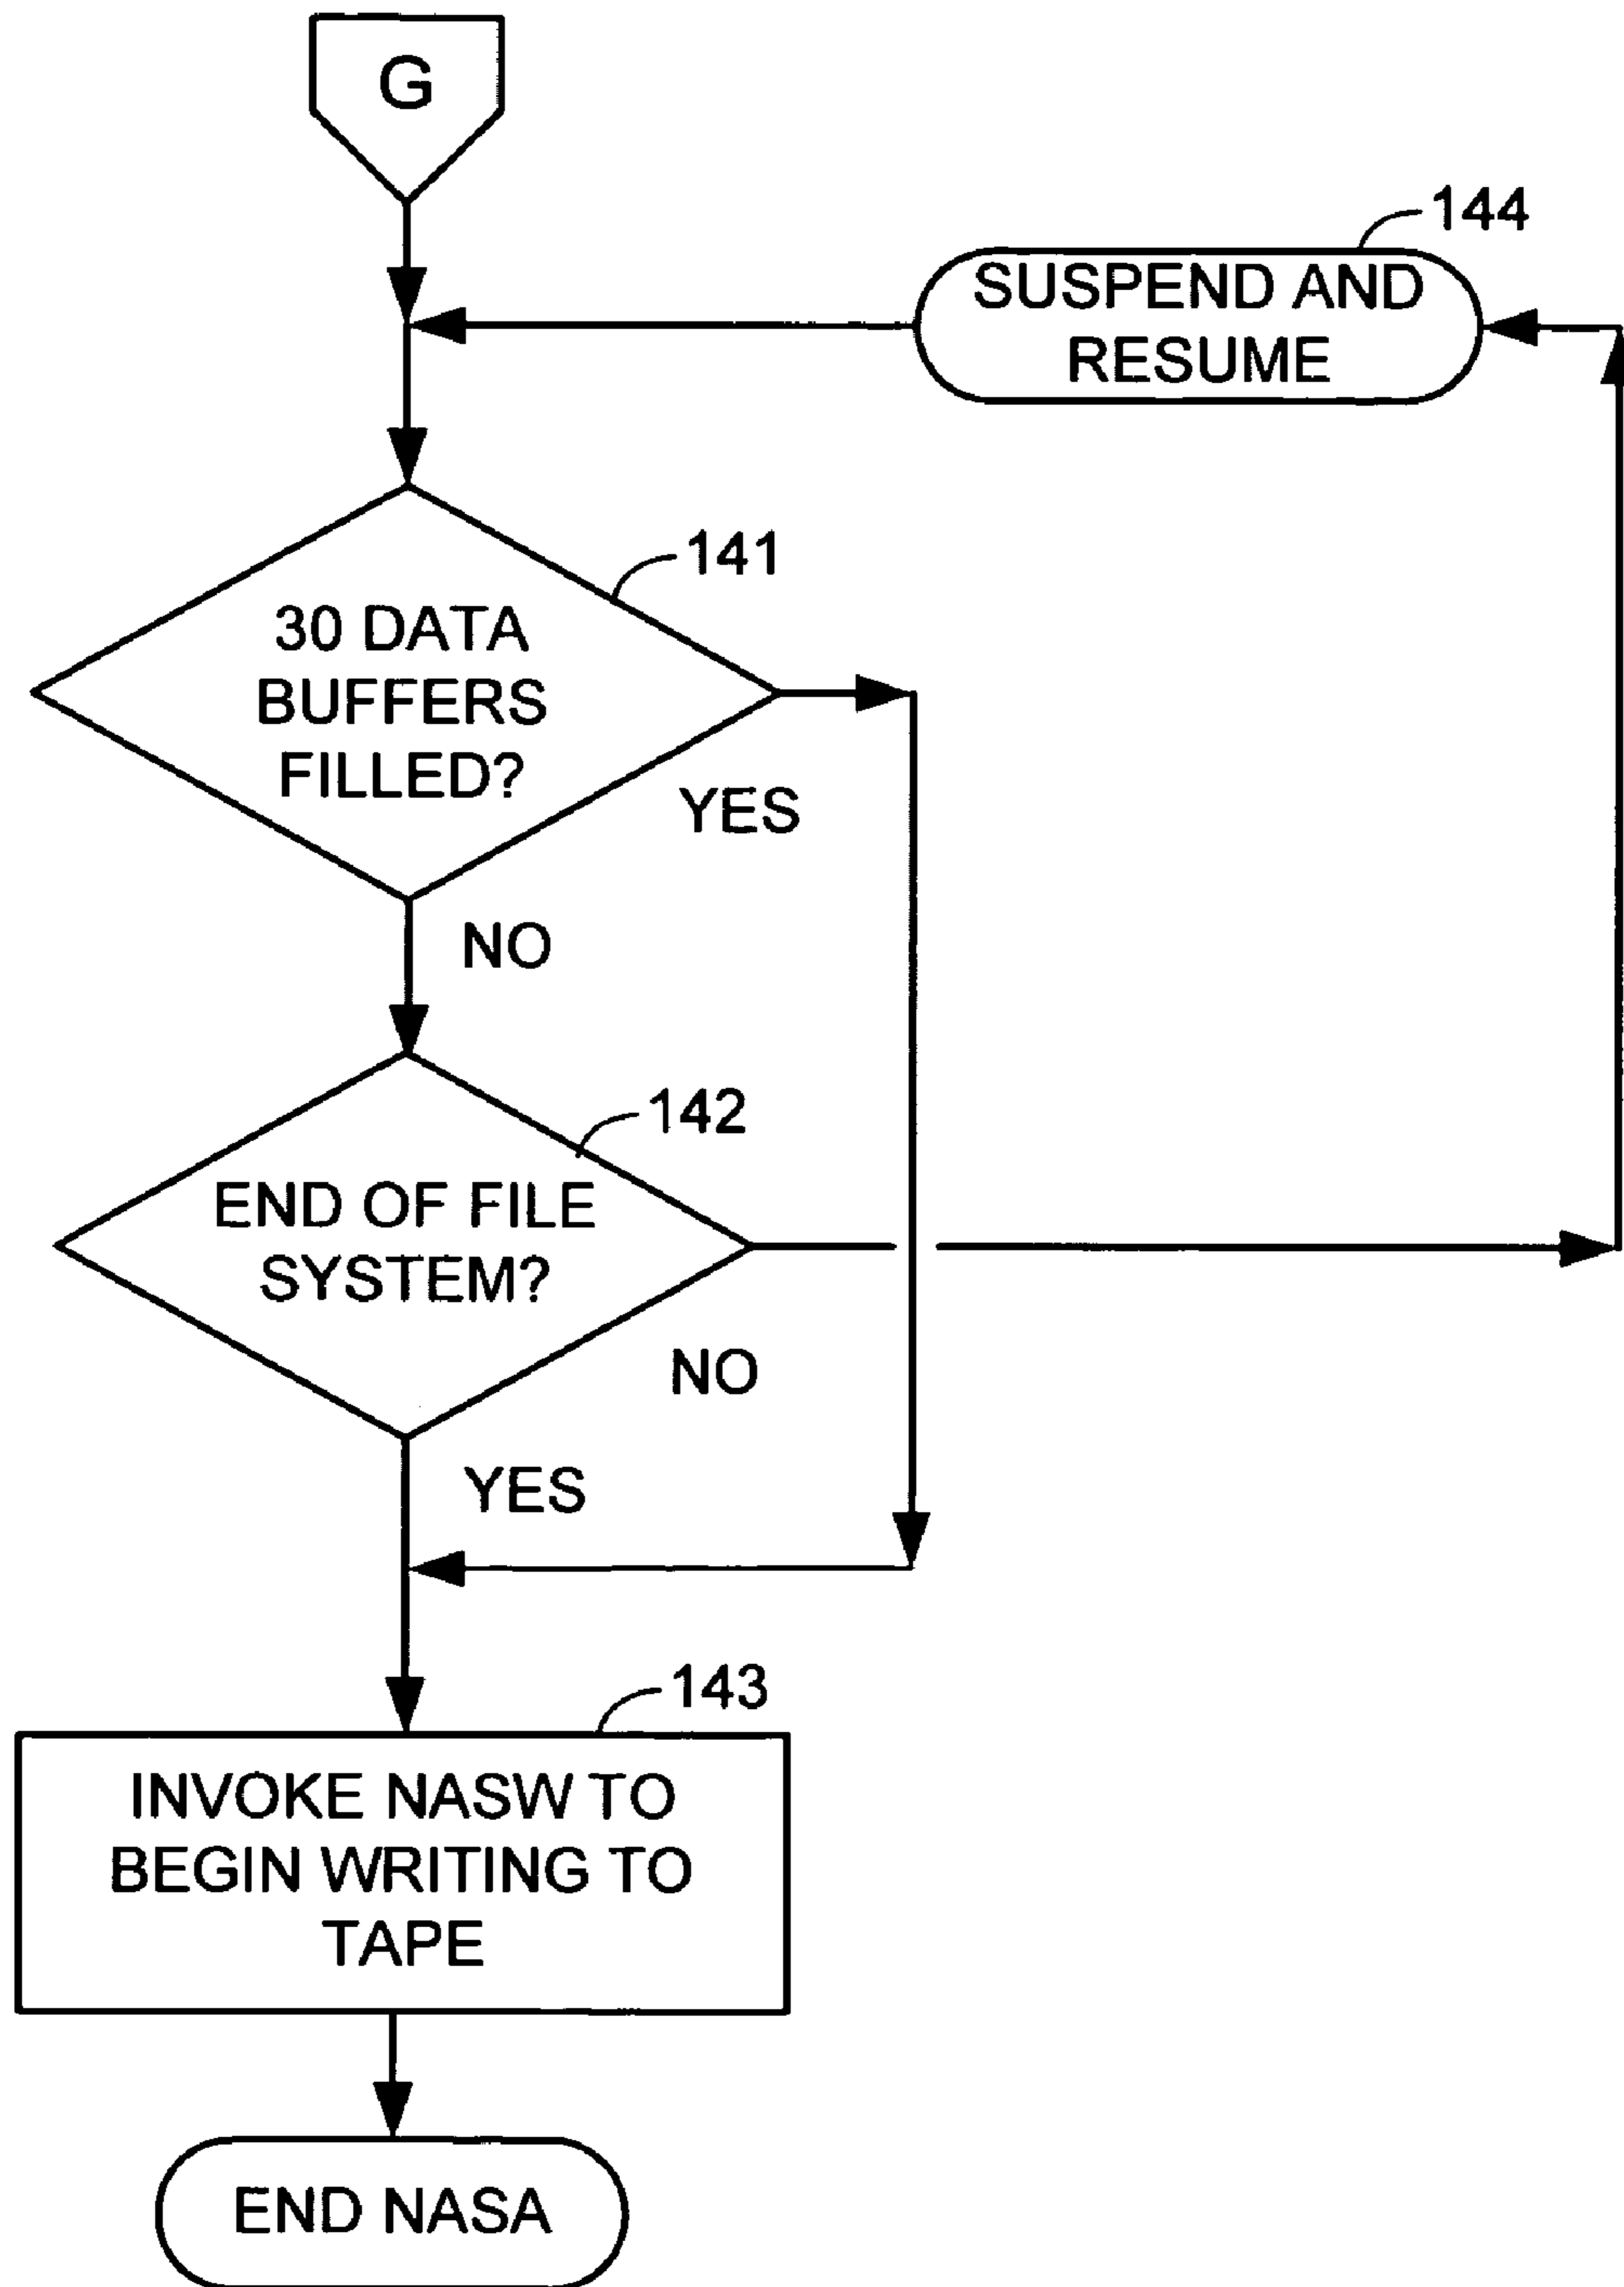 G
144
SUSPEND AND
RESUME
141
30 DATA
BUFFERS
FILLED?
YES
NO
142
END OF FILE
SYSTEM?
NO
YES
143
INVOKE NASW TO
BEGIN WRITING TO
TAPE
END NASA